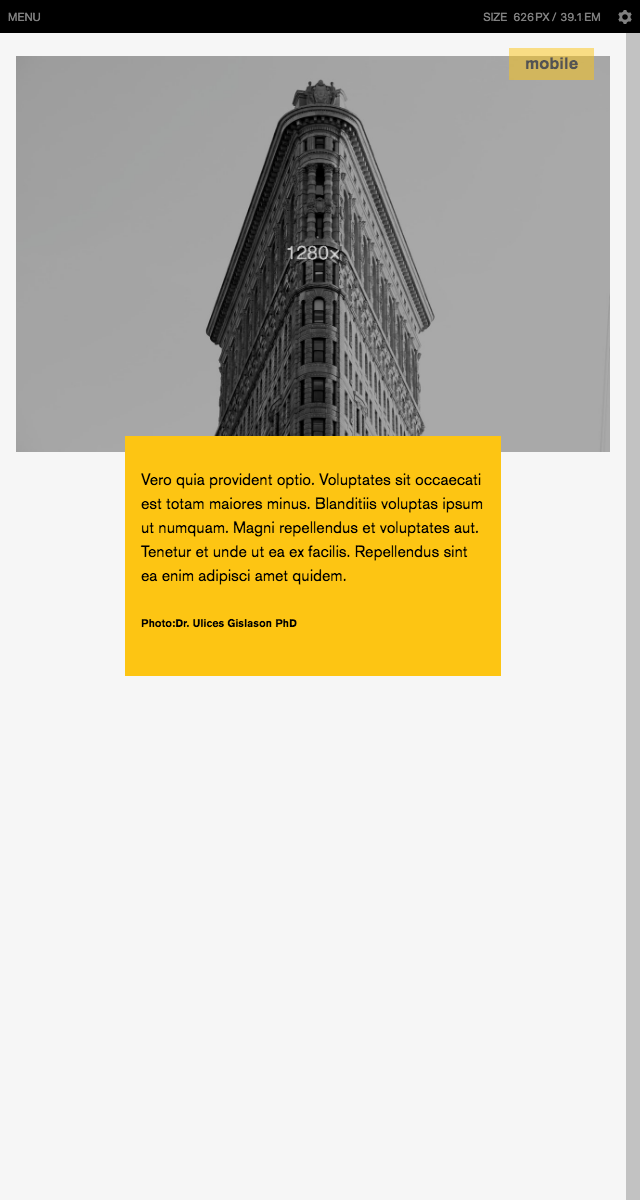 MENU
SIZE 626PX / 39.1EM
mobile
1280x
Vero quia provident optio. Voluptates sit occaecati
est totam maiores minus. Blanditiis voluptas ipsum
ut numquam. Magni repellendus et voluptates aut.
Tenetur et unde ut ea ex facilis. Repellendus sint
ea enim adipisci amet quidem.
Photo:Dr. Ulices Gislason PhD